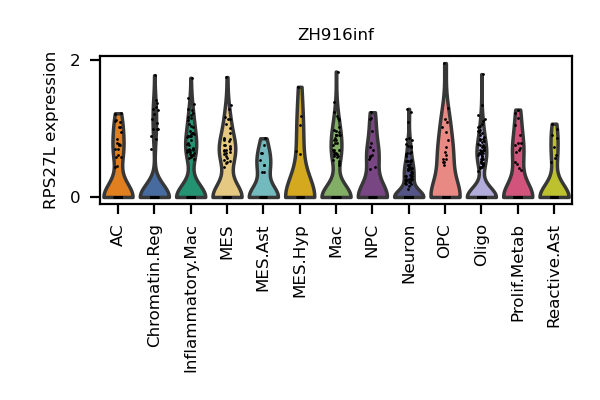 ZH916inf
RPS27L expression
2
0
AC
Chromatin.Reg
Inflammatory.Mac
MES
MES.Ast
MES.Hyp
Mac
NPC
Neuron
OPC
Oligo
Prolif.Metab
Reactive.Ast